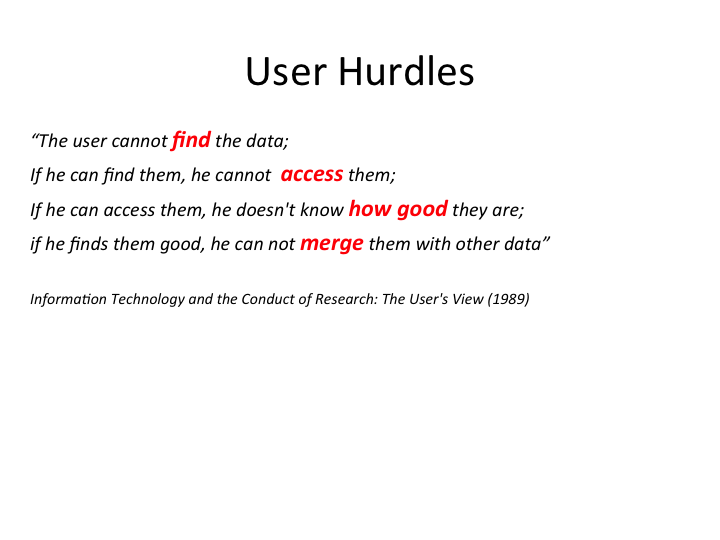 User Hurdles
“The user cannot find the data;
If he can find them, he cannot  access them;
If he can access them, he doesn't know how good they are;
if he finds them good, he can not merge them with other data”
Information Technology and the Conduct of Research: The User's View (1989)